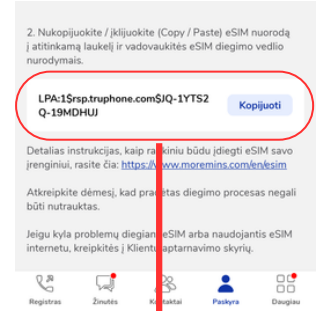 2. Nukopijuokite / įklijuokite (Copy / Paste) eSIM nuorodą
į atitinkamą laukelį ir vadovaukitės eSIM diegimo vedlio
nurodymais.
LPA:1$rsp.truphone.com$JQ-1YTS2
Q-19MDHUJ
Kopijuoti
Detalias instrukcijas, kaip rankiniu būdu įdiegti eSIM savo
įrenginiui, rasite čia: https://www.moremins.com/en/esim
Atkreipkite dėmesį, kad pradėtas diegimo procesas negali
būti nutrauktas.
Jeigu kyla problemų diegiant eSIM arba naudojantis eSIM
internetu, kreipkitės į Klientų aptarnavimo skyrių.
Registras
Žinutės
Kontaktai
Paskyra
Daugiau